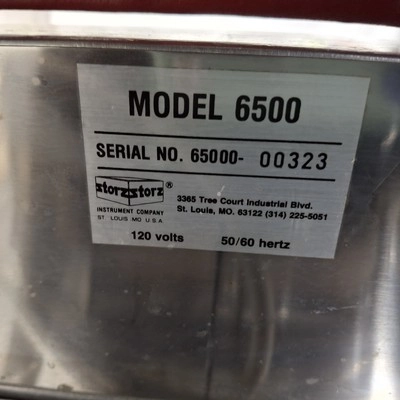 MODEL 6500
SERIAL NO. 65000- 00323
storz storz ®
INSTRUMENT COMPANY
ST LOUIS MO U S A
3365 Tree Court Industrial Blvd.
St. Louis, MO. 63122 (314) 225-5051
120 volts 50/60 hertz